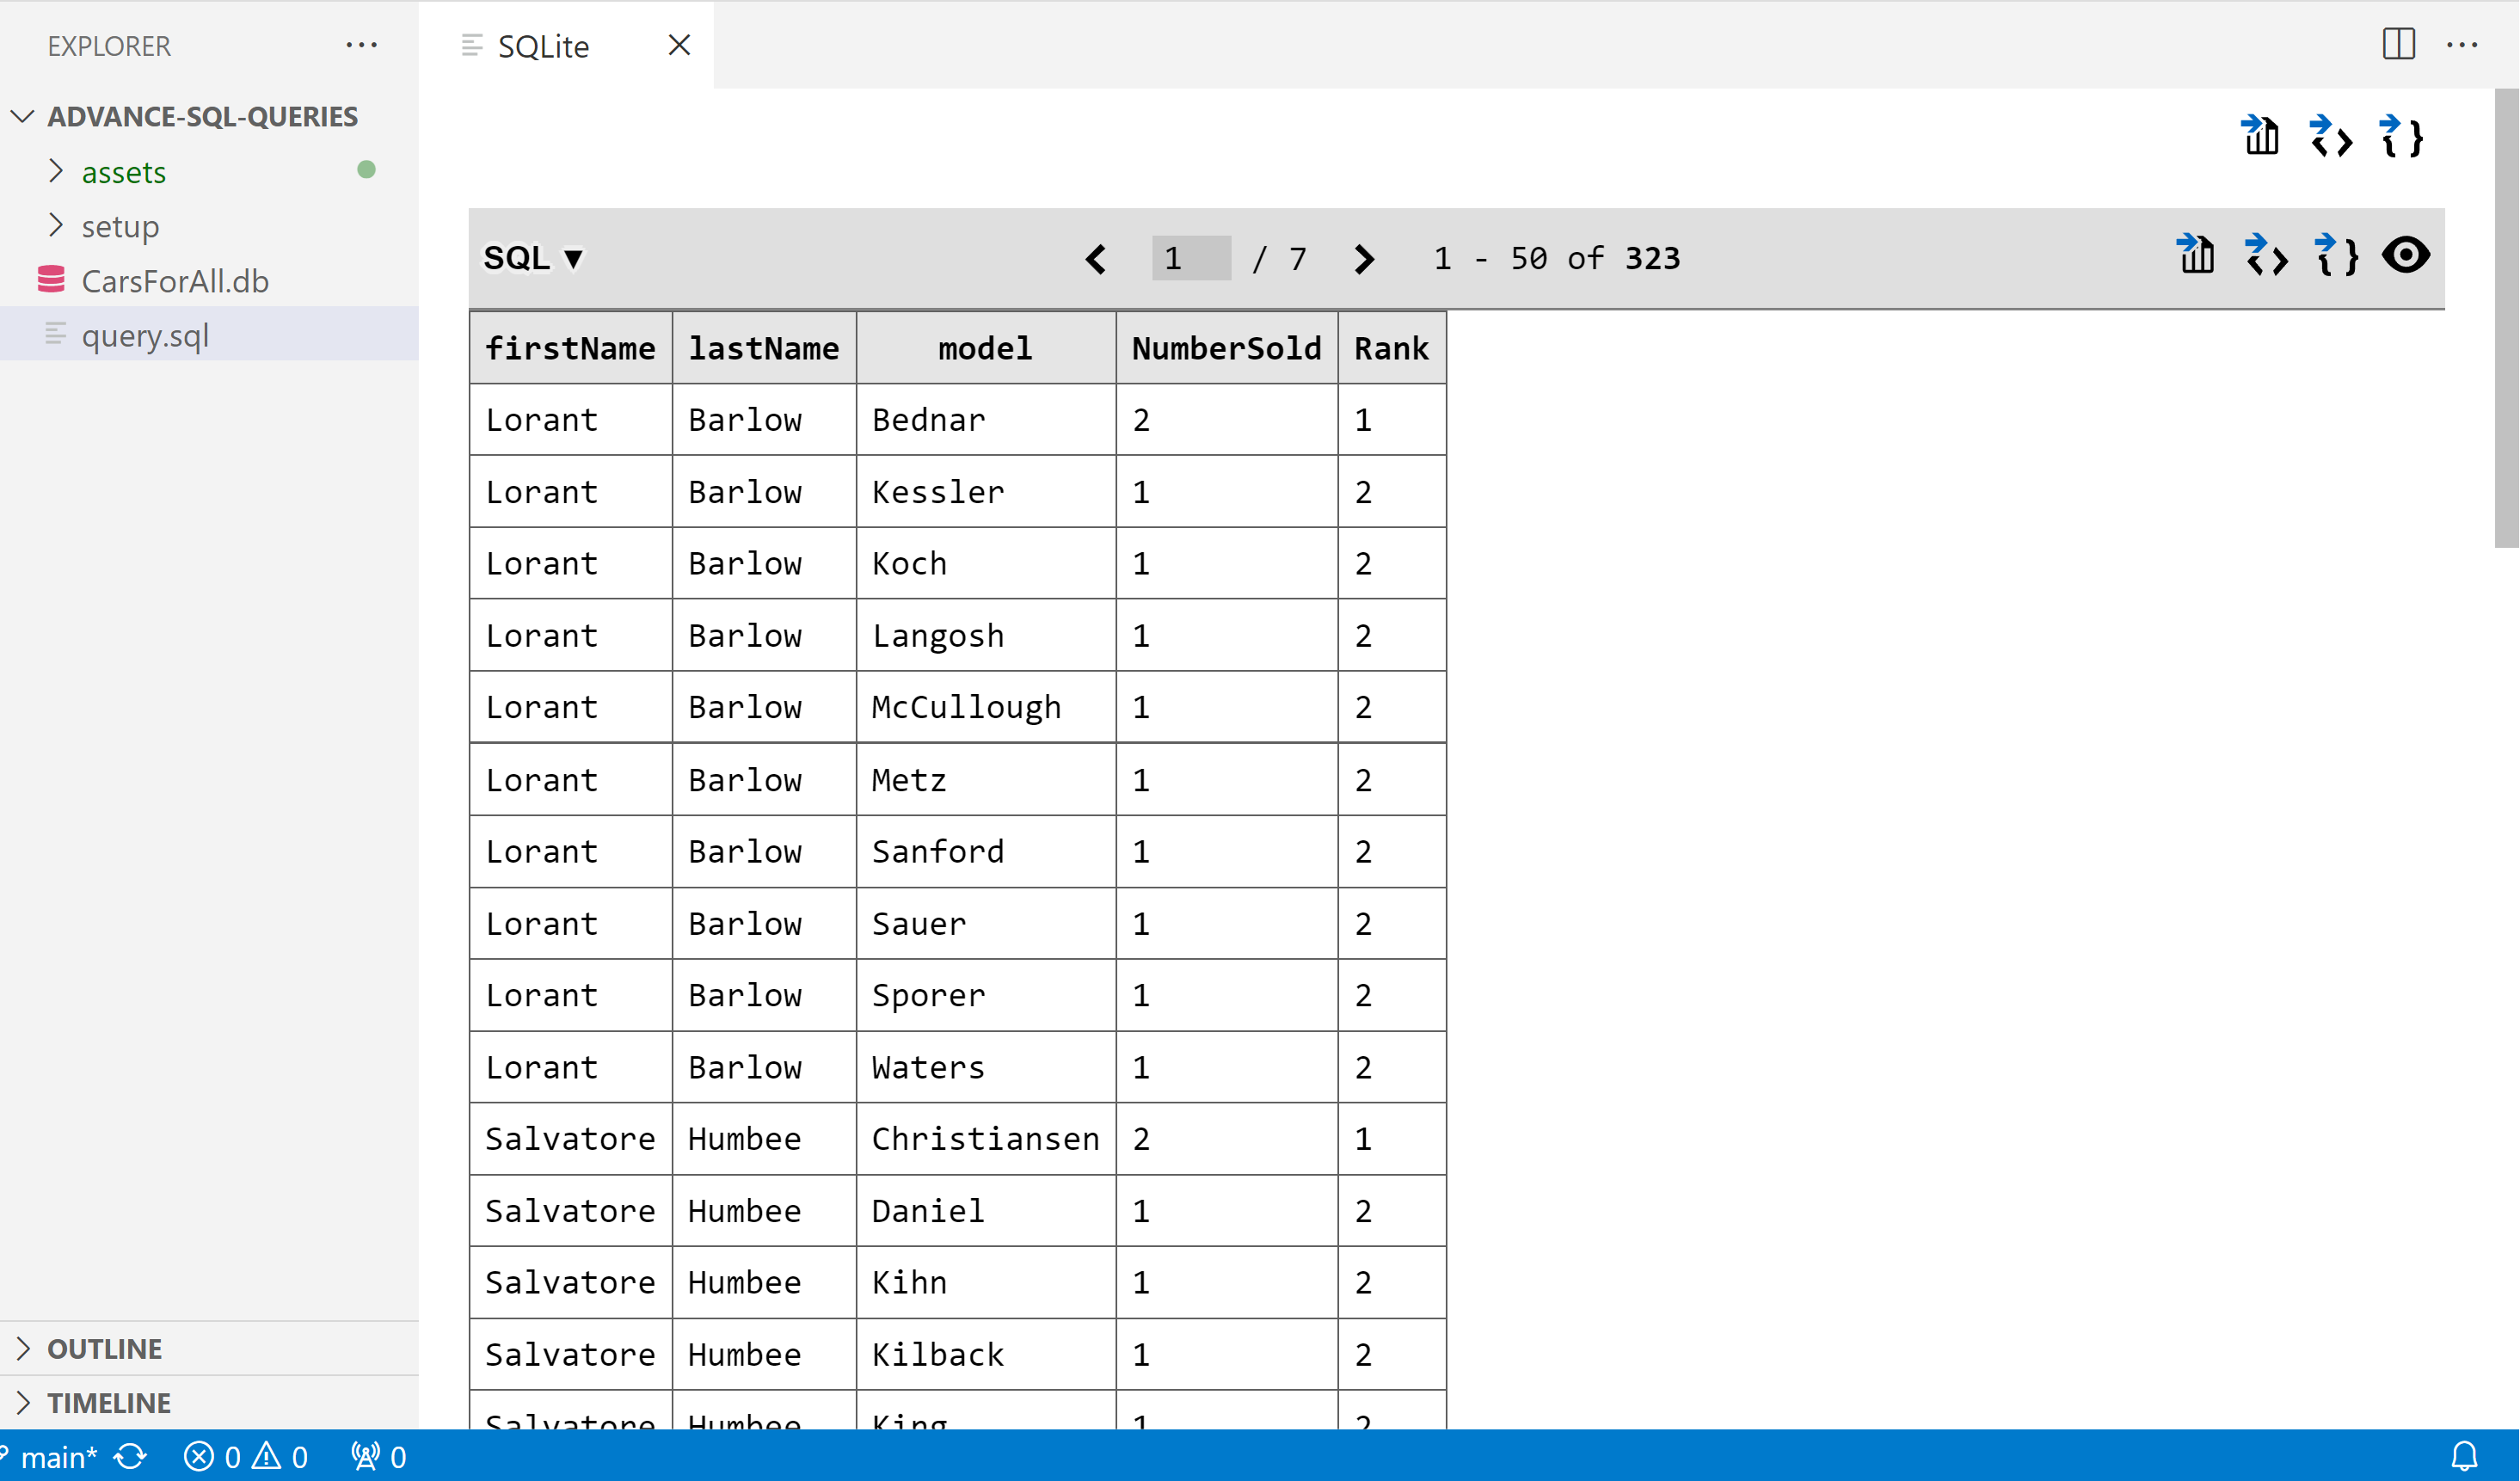 EXPLORER
ADVANCE-SQL-QUERIES
assets
setup
CarsForAll.db
query.sql
OUTLINE
TIMELINE
SQLite
SQL ▼ 1 / 7 1 - 50 of 323
firstName lastName model NumberSold Rank
Lorant Barlow Bednar 2 1
Lorant Barlow Kessler 1 2
Lorant Barlow Koch 1 2
Lorant Barlow Langosh 1 2
Lorant Barlow McCullough 1 2
Lorant Barlow Metz 1 2
Lorant Barlow Sanford 1 2
Lorant Barlow Sauer 1 2
Lorant Barlow Sporer 1 2
Lorant Barlow Waters 1 2
Salvatore Humbee Christiansen 2 1
Salvatore Humbee Daniel 1 2
Salvatore Humbee Kihn 1 2
Salvatore Humbee Kilback 1 2
Salvatore Humbee King 1 2
main* 0 0 0